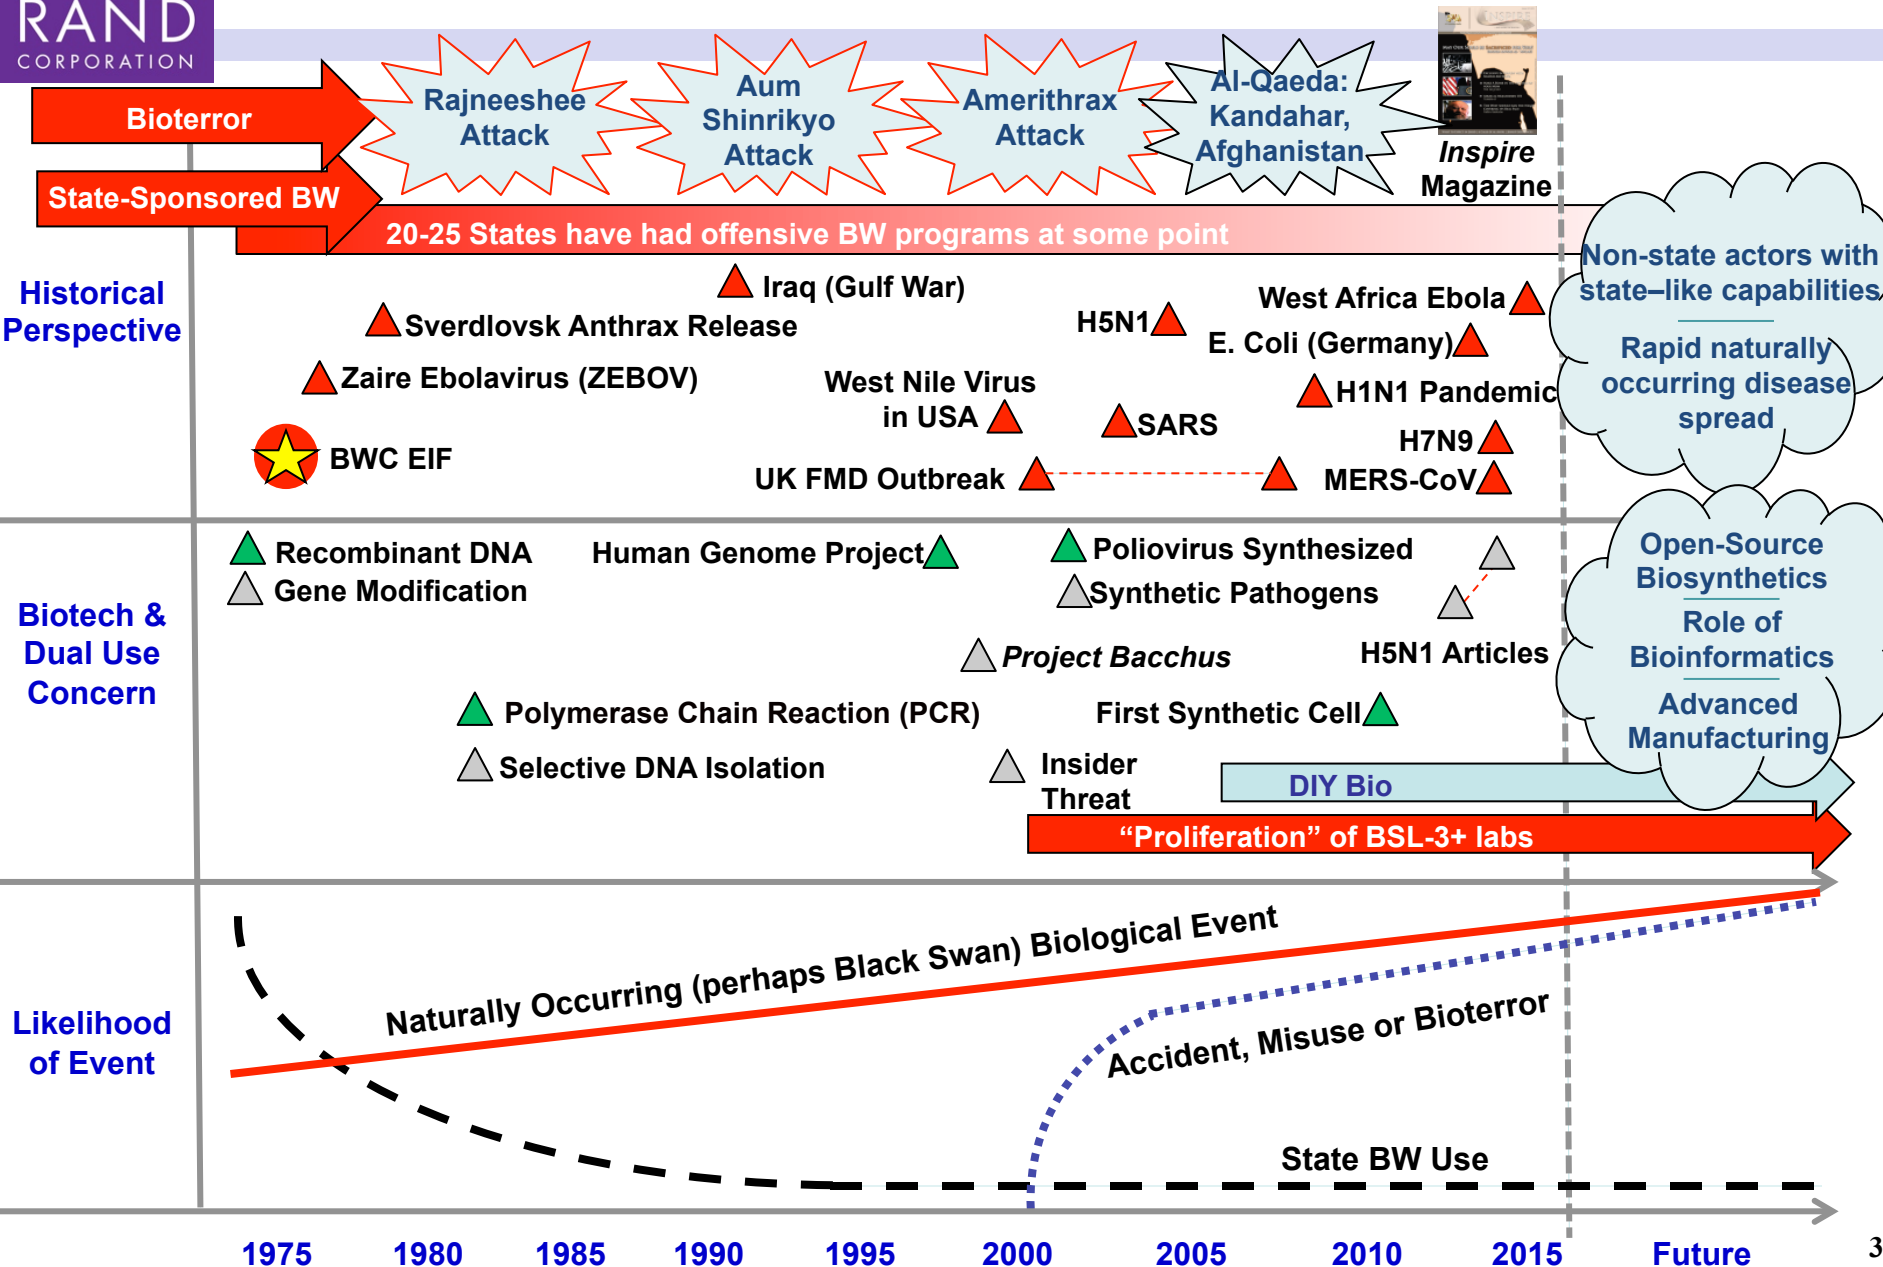 RAND
CORPORATION
Bioterror
Rajneeshee
Attack
Aum
Shinrikyo
Attack
Amerithrax
Attack
Al-Qaeda:
Kandahar,
Afghanistan
Inspire
Magazine
State-Sponsored BW
20-25 States have had offensive BW programs at some point
Historical
Perspective
Iraq (Gulf War)
Sverdlovsk Anthrax Release
Zaire Ebolavirus (ZEBOV)
BWC EIF
West Nile Virus
in USA
UK FMD Outbreak
H5N1
SARS
West Africa Ebola
E. Coli (Germany)
H1N1 Pandemic
H7N9
MERS-CoV
Non-state actors with
state–like capabilities
Rapid naturally
occurring disease
spread
Biotech &
Dual Use
Concern
Recombinant DNA
Gene Modification
Human Genome Project
Poliovirus Synthesized
Synthetic Pathogens
Project Bacchus
H5N1 Articles
Polymerase Chain Reaction (PCR)
First Synthetic Cell
Selective DNA Isolation
Insider
Threat
DIY Bio
“Proliferation” of BSL-3+ labs
Open-Source
Biosynthetics
Role of
Bioinformatics
Advanced
Manufacturing
Likelihood
of Event
Naturally Occurring (perhaps Black Swan) Biological Event
Accident, Misuse or Bioterror
State BW Use
1975 1980 1985 1990 1995 2000 2005 2010 2015 Future
3